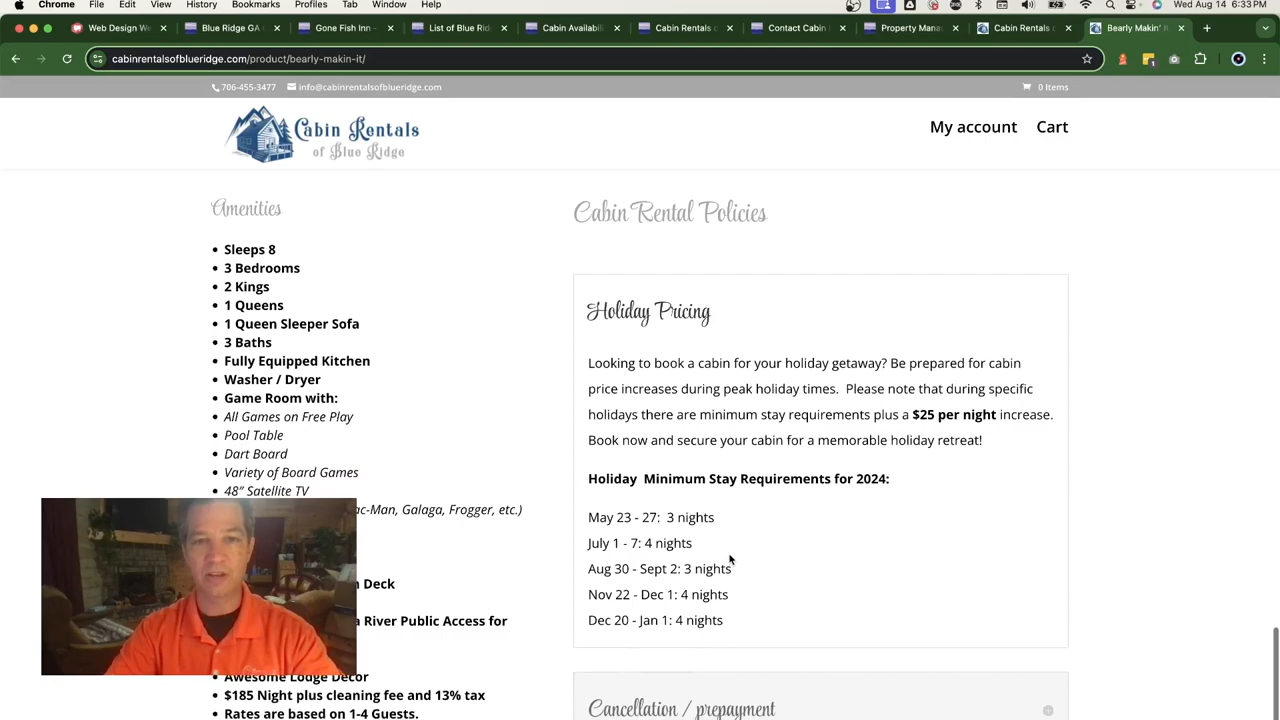 Chrome File Edit View History Bookmarks Profiles Tab Window Help Wed Aug 14 6:33 PM
Web Design We Blue Ridge GA Gone Fish Inn - List of Blue Rid Cabin Availabil Cabin Rentals o Contact Cabin Property Mana Cabin Rentals o Bearly Makin' It
cabinrentalsofblueridge.com/product/bearly-makin-it/
706-455-3477 info@cabinrentalsofblueridge.com 0 Items
Cabin Rentals
of Blue Ridge
My account Cart
Amenities
• Sleeps 8
• 3 Bedrooms
• 2 Kings
• 1 Queens
• 1 Queen Sleeper Sofa
• 3 Baths
• Fully Equipped Kitchen
• Washer / Dryer
• Game Room with:
• All Games on Free Play
• Pool Table
• Dart Board
• Variety of Board Games
• 48″ Satellite TV
ac-Man, Galaga, Frogger, etc.)
Deck
River Public Access for
• Awesome Lodge Decor
• $185 Night plus cleaning fee and 13% tax
• Rates are based on 1-4 Guests.
Cabin Rental Policies
Holiday Pricing
Looking to book a cabin for your holiday getaway? Be prepared for cabin
price increases during peak holiday times. Please note that during specific
holidays there are minimum stay requirements plus a $25 per night increase.
Book now and secure your cabin for a memorable holiday retreat!
Holiday Minimum Stay Requirements for 2024:
May 23 - 27: 3 nights
July 1 - 7: 4 nights
Aug 30 - Sept 2: 3 nights
Nov 22 - Dec 1: 4 nights
Dec 20 - Jan 1: 4 nights
Cancellation / prepayment